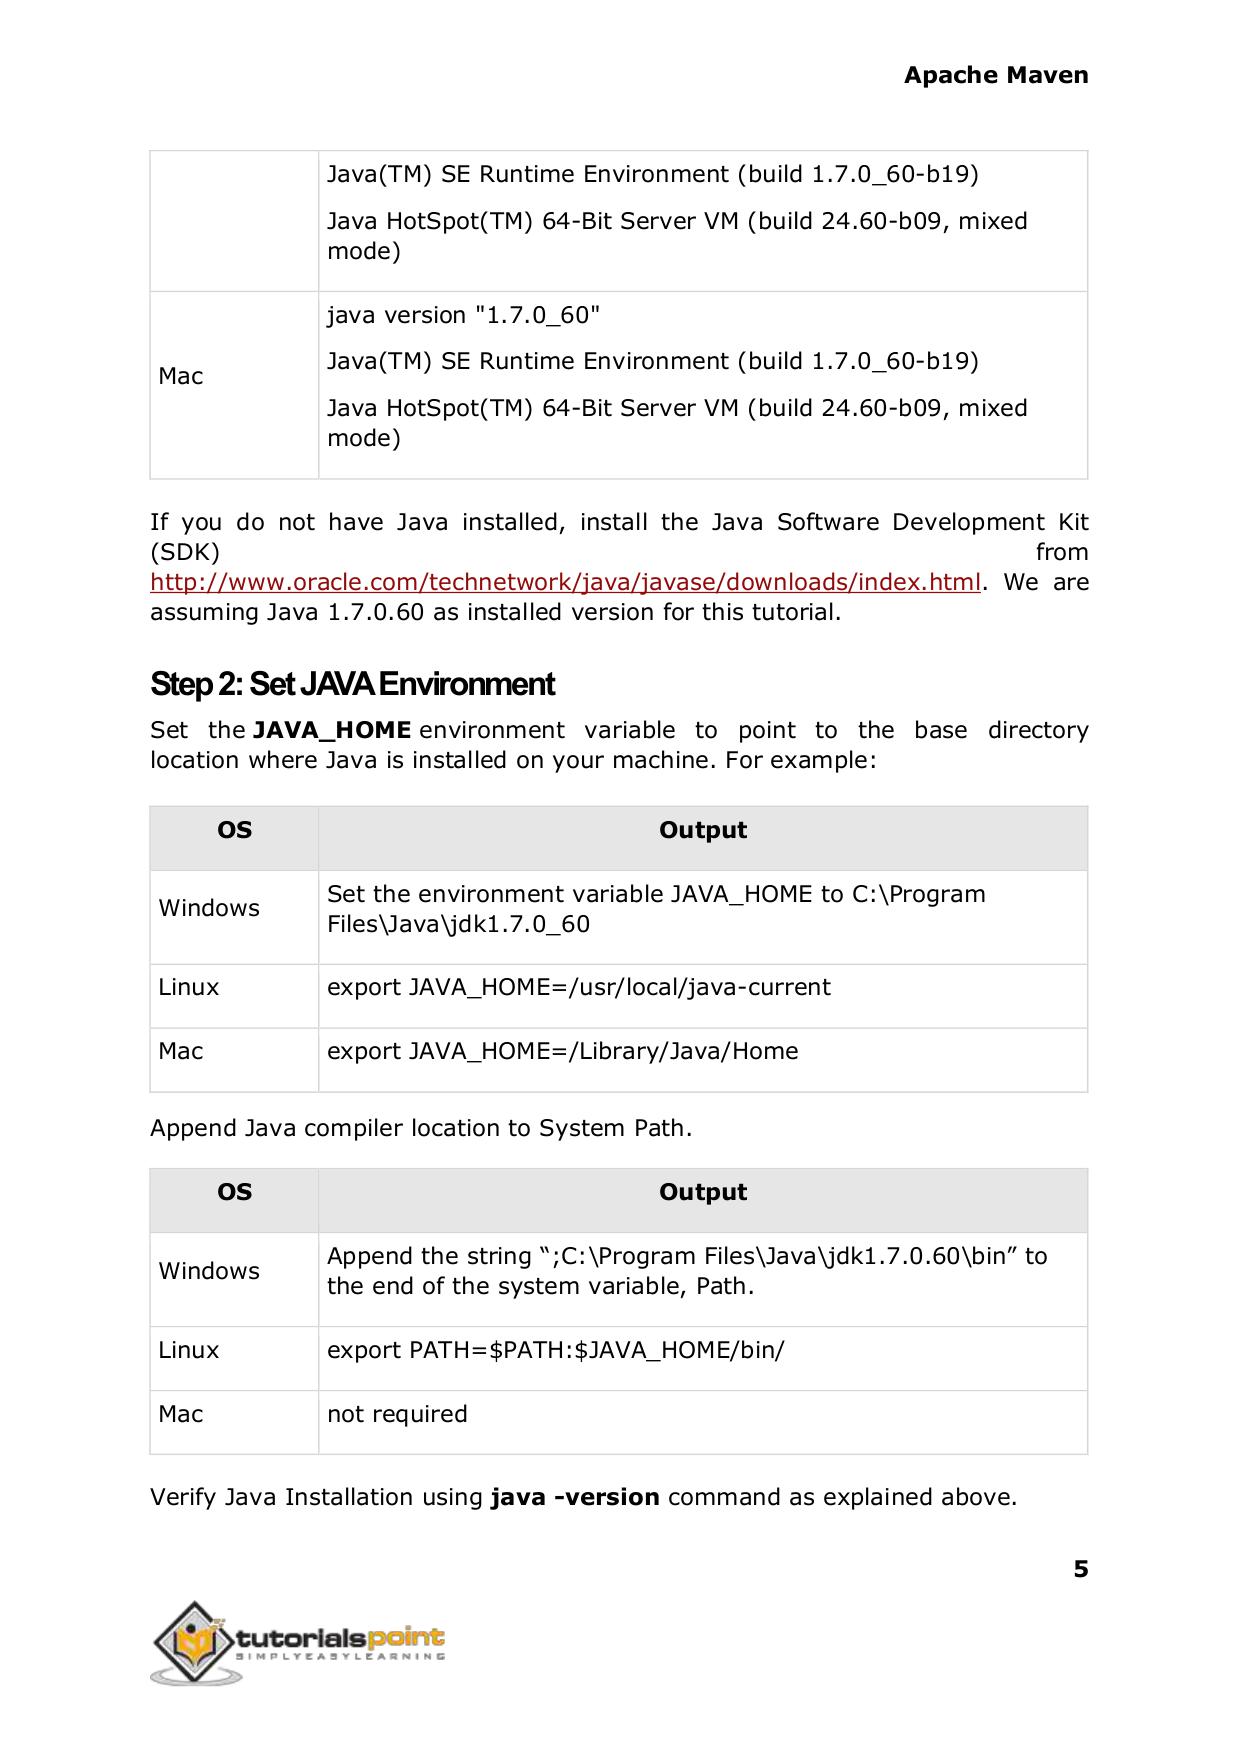 Apache Maven
Java(TM) SE Runtime Environment (build 1.7.0_60-b19)
Java HotSpot(TM) 64-Bit Server VM (build 24.60-b09, mixed
mode)
Mac
java version "1.7.0_60"
Java(TM) SE Runtime Environment (build 1.7.0_60-b19)
Java HotSpot(TM) 64-Bit Server VM (build 24.60-b09, mixed
mode)
If you do not have Java installed, install the Java Software Development Kit
(SDK) from
http://www.oracle.com/technetwork/java/javase/downloads/index.html. We are
assuming Java 1.7.0.60 as installed version for this tutorial.
Step 2: Set JAVA Environment
Set the JAVA_HOME environment variable to point to the base directory
location where Java is installed on your machine. For example:
OS Output
Windows
Set the environment variable JAVA_HOME to C:\Program
Files\Java\jdk1.7.0_60
Linux export JAVA_HOME=/usr/local/java-current
Mac export JAVA_HOME=/Library/Java/Home
Append Java compiler location to System Path.
OS Output
Windows
Append the string “;C:\Program Files\Java\jdk1.7.0.60\bin” to
the end of the system variable, Path.
Linux export PATH=$PATH:$JAVA_HOME/bin/
Mac not required
Verify Java Installation using java -version command as explained above.
5
tutorialspoint
SIMPLYEASYLEARNING